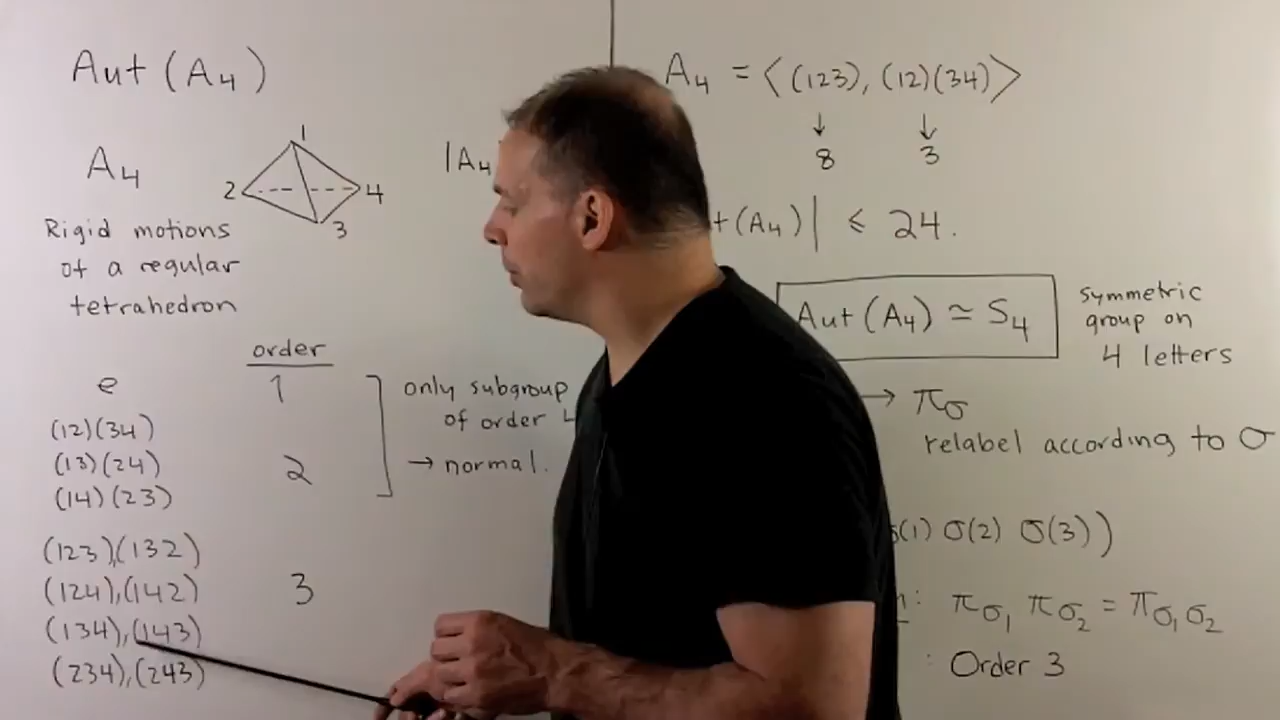 Aut (A₄)
A₄
1
2
4
3
Rigid motions
of a regular
tetrahedron
|A₄
order
e
1
(12)(34)
(13)(24)
(14)(23)
2
only subgroup
of order
→ normal.
(123),(132)
(124),(142)
(134),(143)
(234),(243)
3
A₄ = ⟨(123), (12)(34)⟩
↓ ↓
8 3
t(A₄)| ≤ 24.
Aut (A₄) ≃ S₄
symmetric
group on
4 letters
→ πσ
relabel according to σ
(1) σ(2) σ(3))
: πσ₁ πσ₂ = πσ₁σ₂
: Order 3